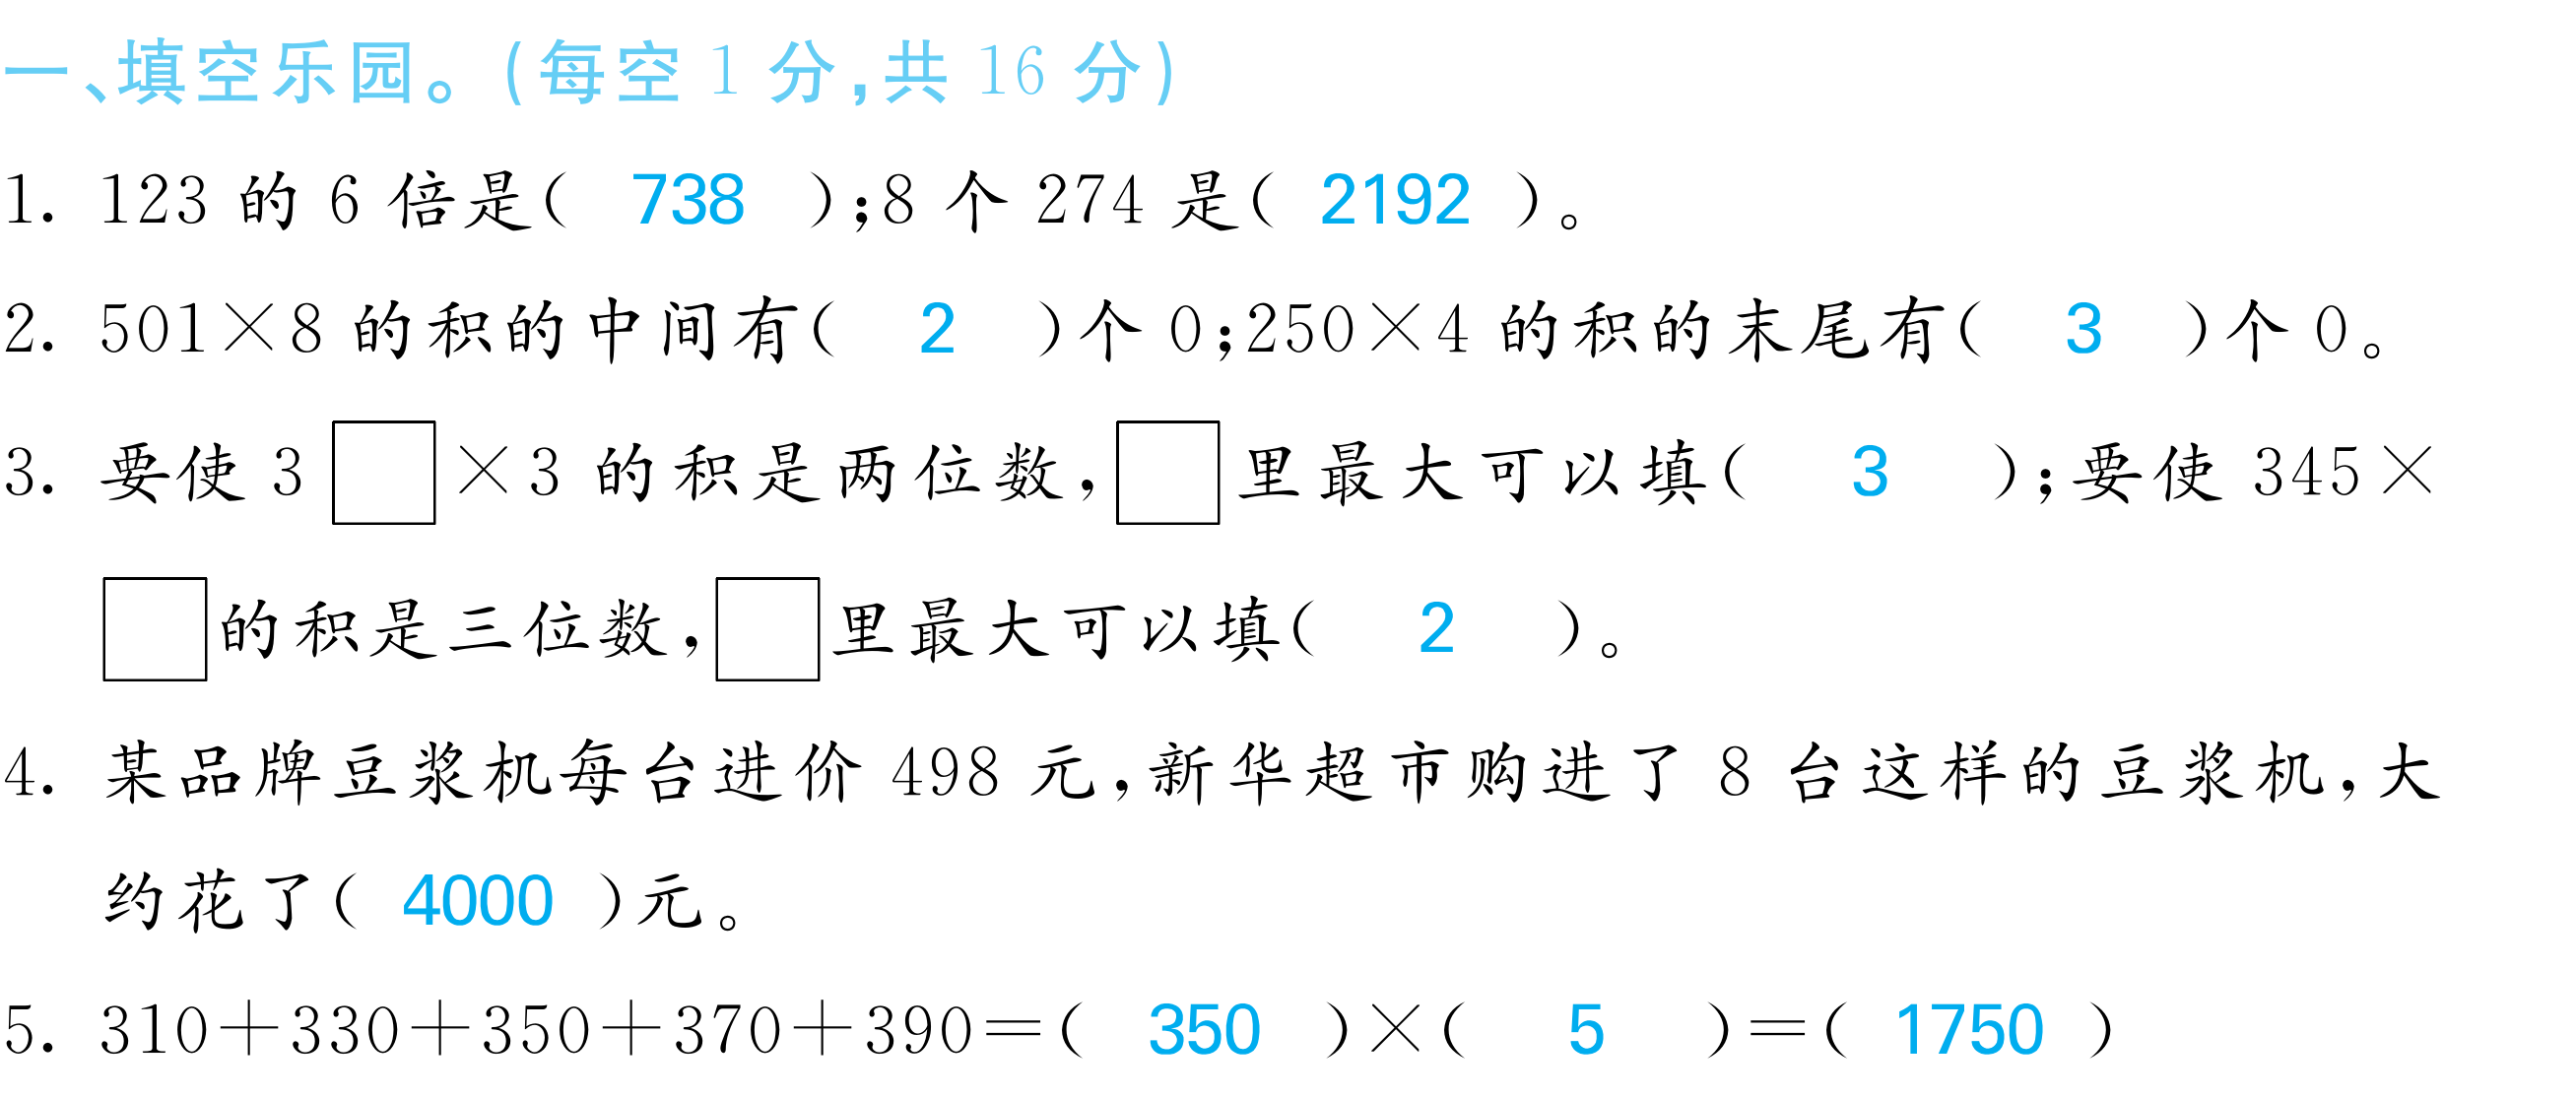 一、填空乐园。(每空 1 分,共 16 分)
1. 123 的 6 倍是( 738 );8 个 274 是( 2192 )。
2. 501×8 的积的中间有( 2 )个 0;250×4 的积的末尾有( 3 )个 0。
3. 要使 3□×3 的积是两位数,□里最大可以填( 3 );要使 345×
□的积是三位数,□里最大可以填( 2 )。
4. 某品牌豆浆机每台进价 498 元,新华超市购进了 8 台这样的豆浆机,大
约花了( 4000 )元。
5. 310+330+350+370+390=( 350 )×( 5 )=( 1750 )